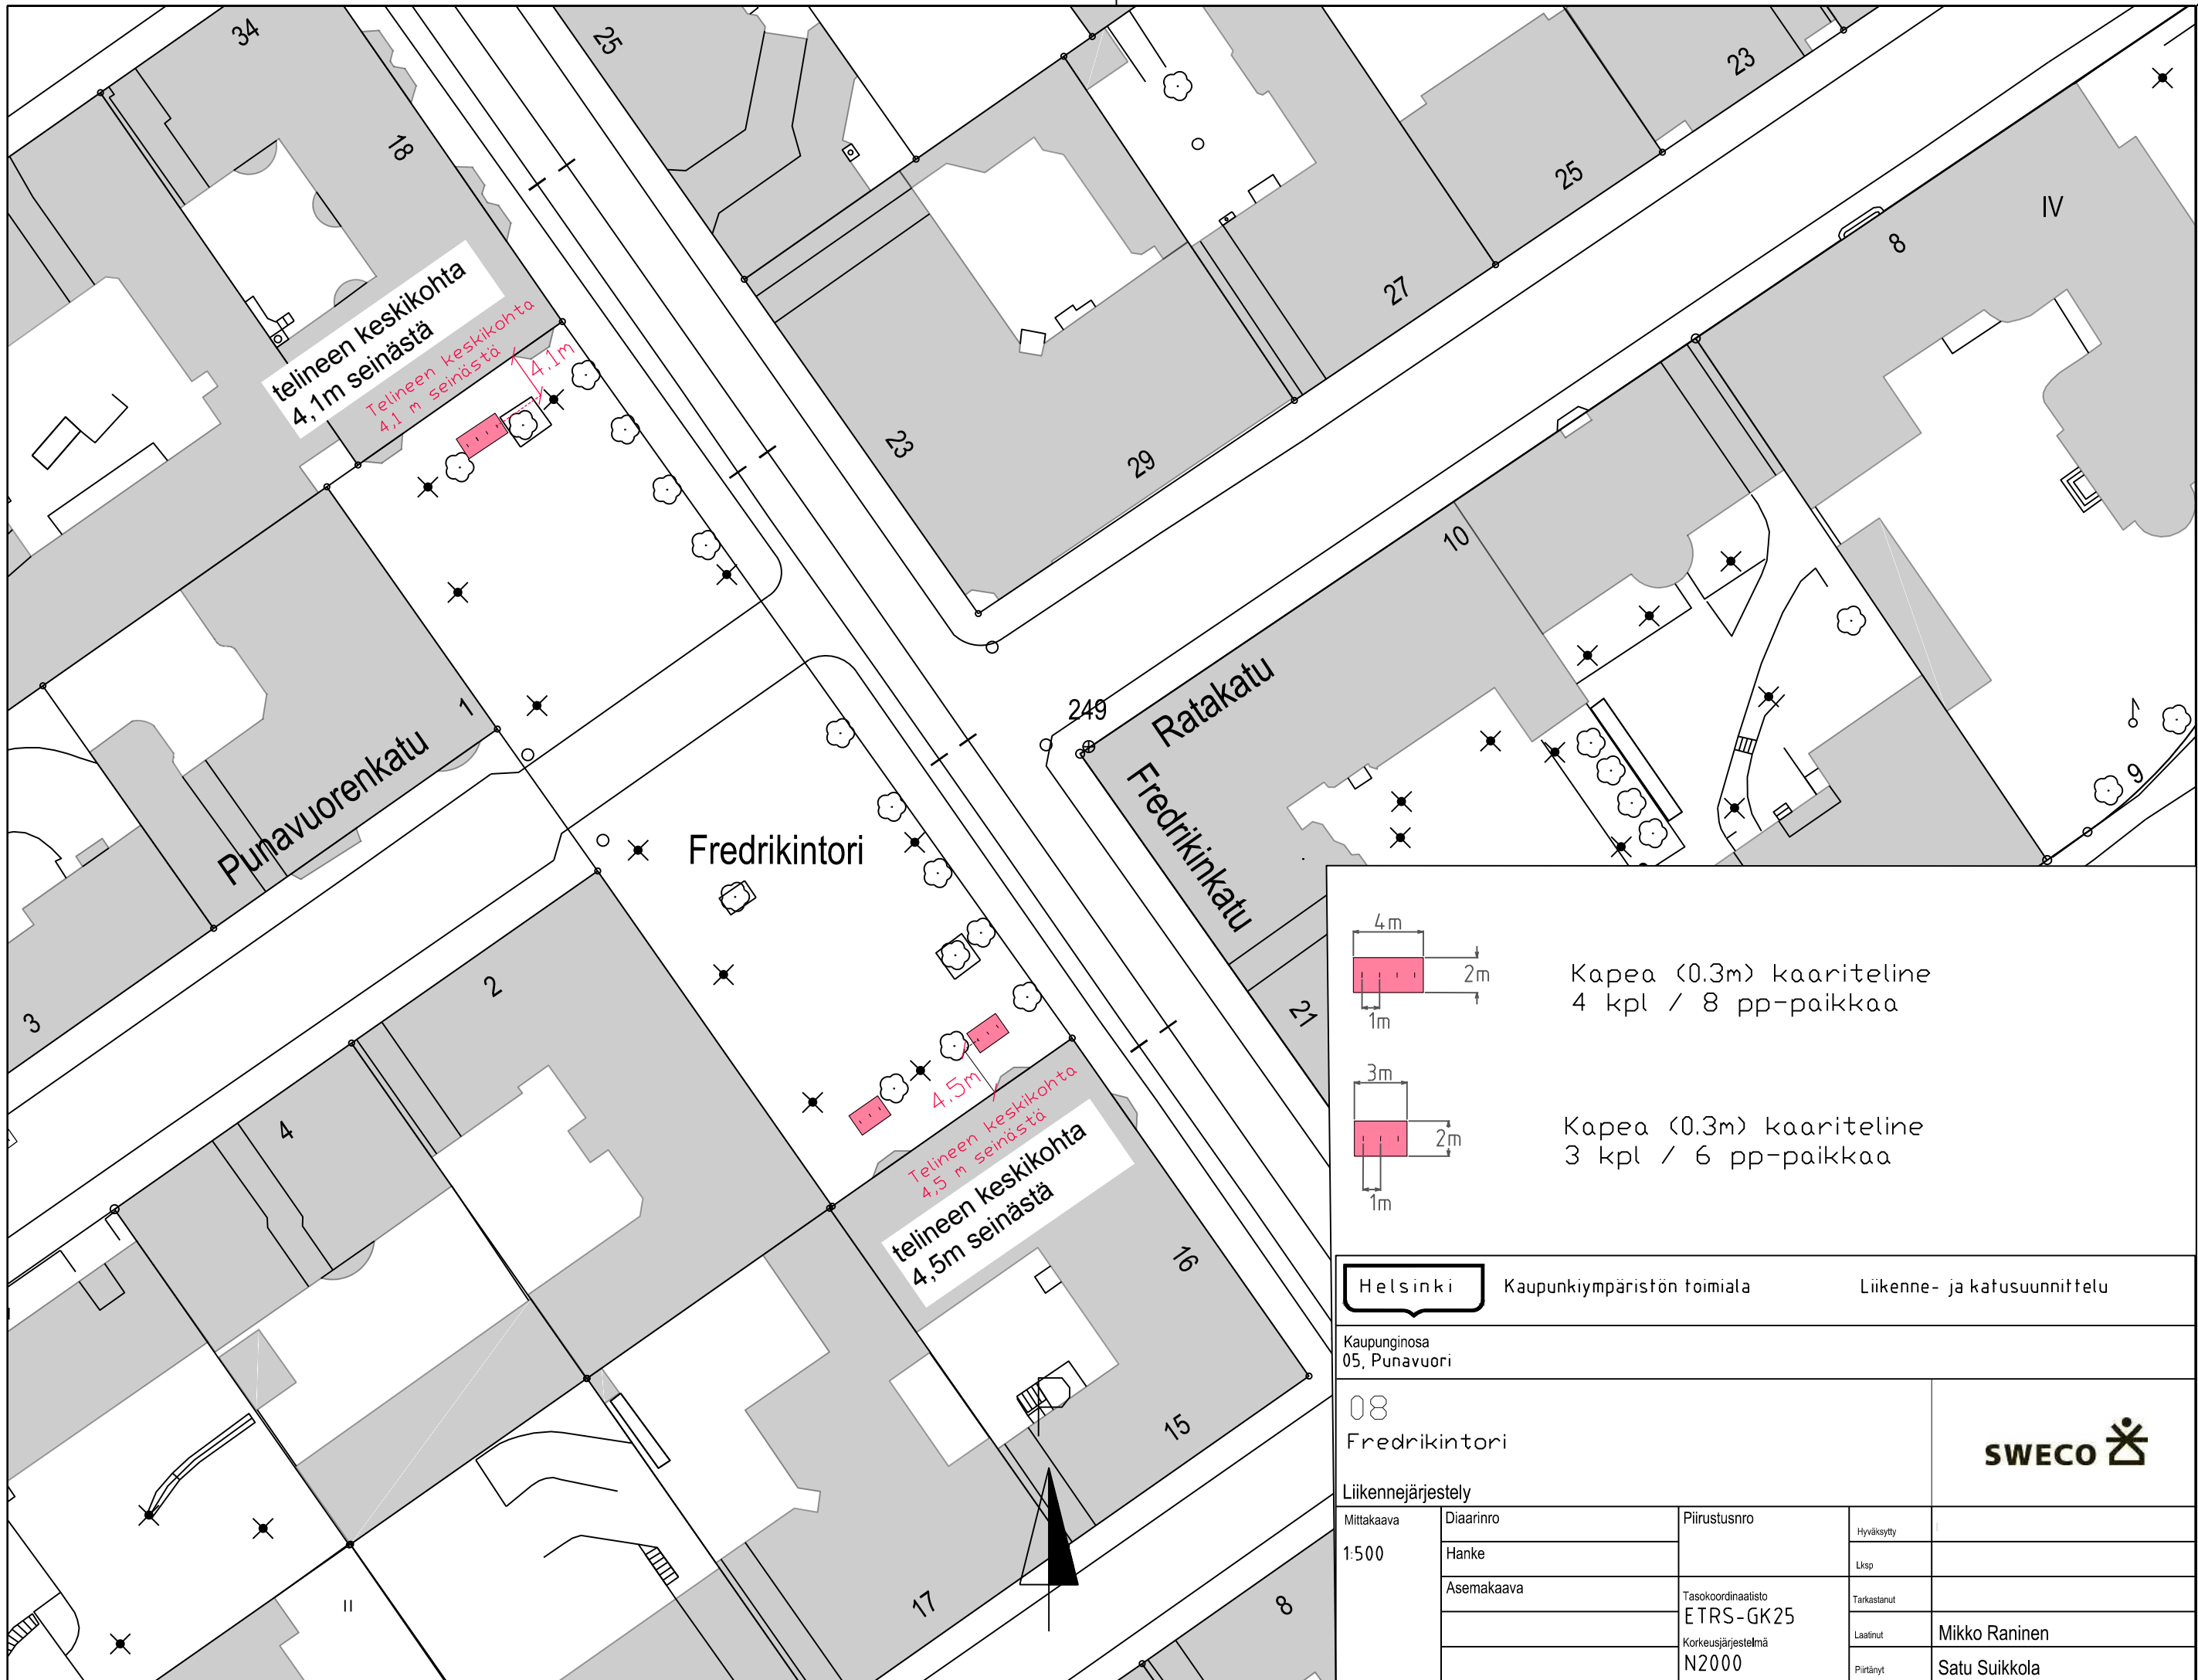 34
25
23
18
25
IV
8
27
telineen keskikohta
4,1m seinästä
Telineen keskikohta
4,1 m seinästä
4.1m
23
29
10
1
Punavuorenkatu
249
Ratakatu
Fredrikinkatu
9
Fredrikintori
3
2
21
4
4.5m
Telineen keskikohta
4,5 m seinästä
telineen keskikohta
4,5m seinästä
16
15
17
8
II
4m
2m
1m
Kapea (0.3m) kaariteline
4 kpl / 8 pp-paikkaa
3m
2m
1m
Kapea (0.3m) kaariteline
3 kpl / 6 pp-paikkaa
Helsinki Kaupunkiympäristön toimiala Liikenne- ja katusuunnittelu
Kaupunginosa
05, Punavuori
08
Fredrikintori
Liikennejärjestely
SWECO
Mittakaava
1:500
Diaarinro
Hanke
Asemakaava
Piirustusnro
Tasokoordinaatisto
ETRS-GK25
Korkeusjärjestelmä
N2000
Hyväksytty
Lksp
Tarkastanut
Laatinut Mikko Raninen
Piirtänyt Satu Suikkola